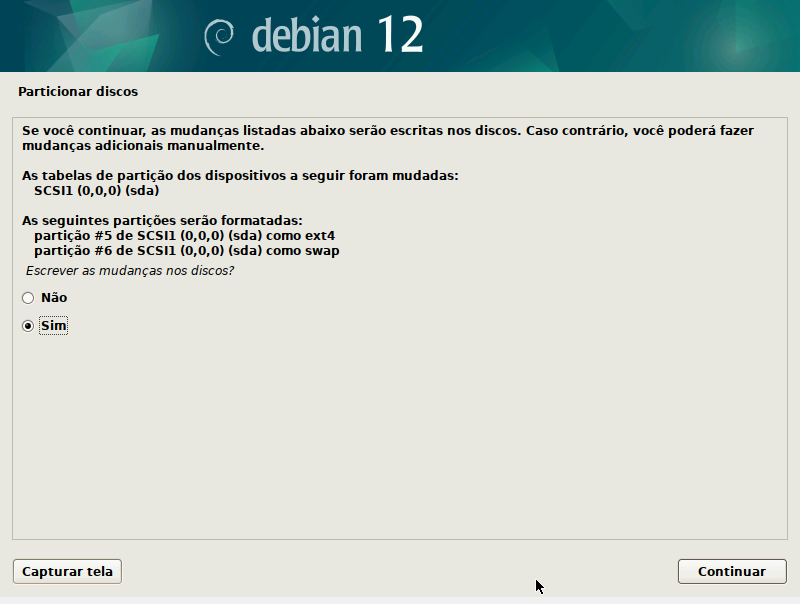 debian 12
Particionar discos
Se você continuar, as mudanças listadas abaixo serão escritas nos discos. Caso contrário, você poderá fazer
mudanças adicionais manualmente.
As tabelas de partição dos dispositivos a seguir foram mudadas:
SCSI1 (0,0,0) (sda)
As seguintes partições serão formatadas:
partição #5 de SCSI1 (0,0,0) (sda) como ext4
partição #6 de SCSI1 (0,0,0) (sda) como swap
Escrever as mudanças nos discos?
Não
Sim
Capturar tela
Continuar